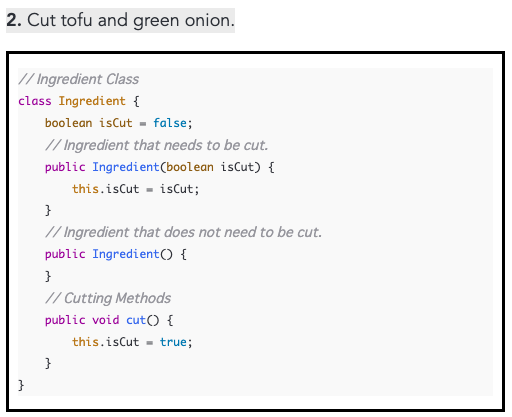 2. Cut tofu and green onion.
// Ingredient Class
class Ingredient {
    boolean isCut = false;
    // Ingredient that needs to be cut.
    public Ingredient(boolean isCut) {
        this.isCut = isCut;
    }
    // Ingredient that does not need to be cut.
    public Ingredient() {
    }
    // Cutting Methods
    public void cut() {
        this.isCut = true;
    }
}